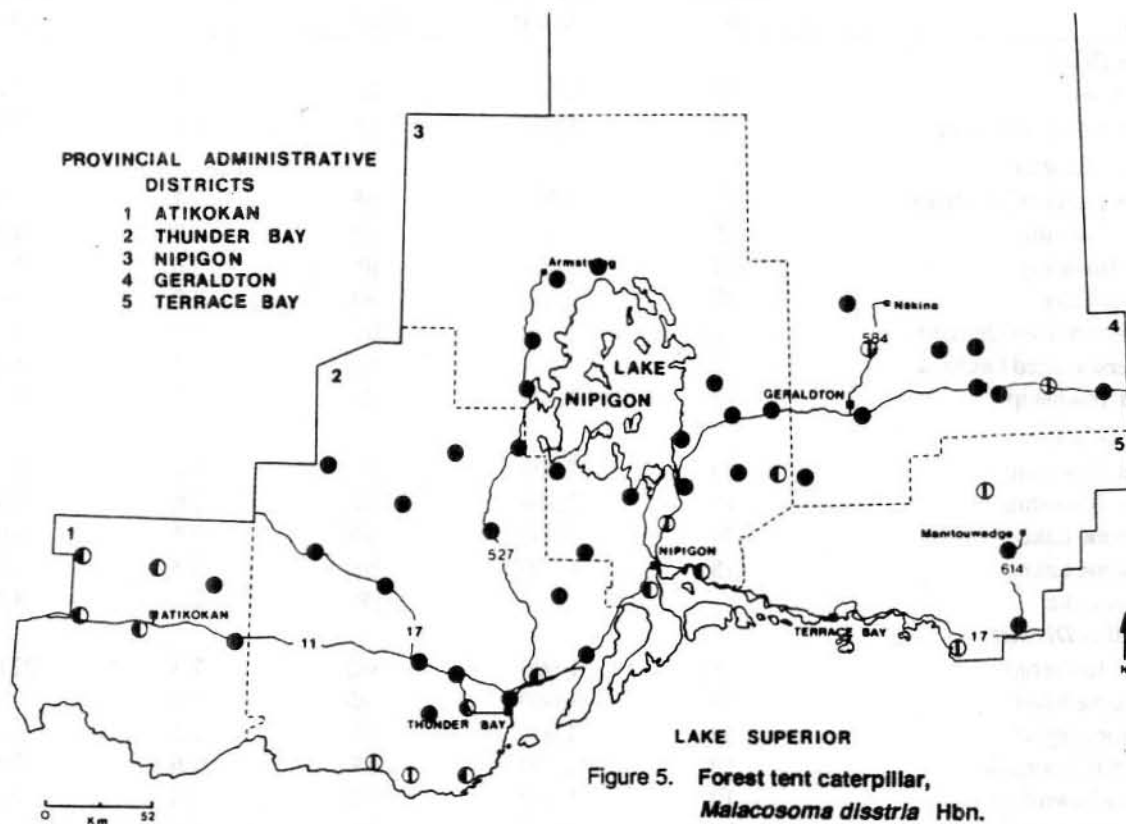 PROVINCIAL ADMINISTRATIVE
DISTRICTS
1 ATIKOKAN
2 THUNDER BAY
3 NIPIGON
4 GERALDTON
5 TERRACE BAY
3
Armstrong
Nakina
584
4
LAKE
NIPIGON
2
GERALDTON
5
1
527
Manitouwadge
614
NIPIGON
ATIKOKAN
11
17
TERRACE BAY
17
THUNDER BAY
LAKE SUPERIOR
0 Km 52
Figure 5. Forest tent caterpillar,
Malacosoma disstria Hbn.